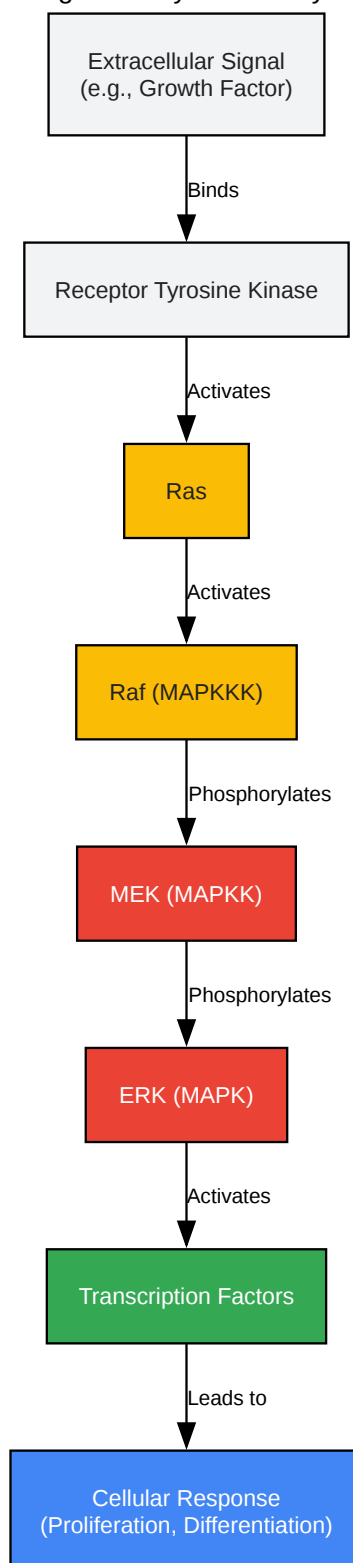 Extracellular Signal
(e.g., Growth Factor)
Binds
Receptor Tyrosine Kinase
Activates
Ras
Activates
Raf (MAPKKK)
Phosphorylates
MEK (MAPKK)
Phosphorylates
ERK (MAPK)
Activates
Transcription Factors
Leads to
Cellular Response
(Proliferation, Differentiation)